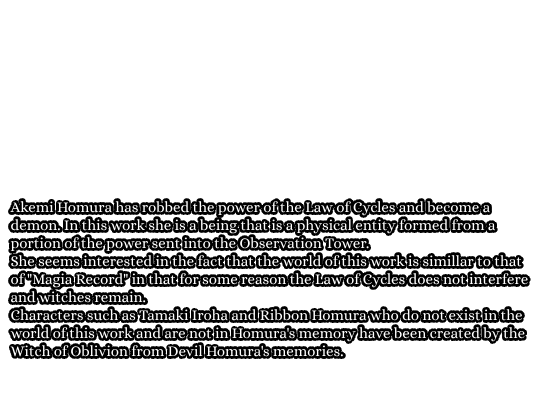 Akemi Homura has robbed the power of the Law of Cycles and become a
demon. In this work she is a being that is a physical entity formed from a
portion of the power sent into the Observation Tower.
She seems interested in the fact that the world of this work is simillar to that
of "Magia Record" in that for some reason the Law of Cycles does not interfere
and witches remain.
Characters such as Tamaki Iroha and Ribbon Homura who do not exist in the
world of this work and are not in Homura's memory have been created by the
Witch of Oblivion from Devil Homura's memories.